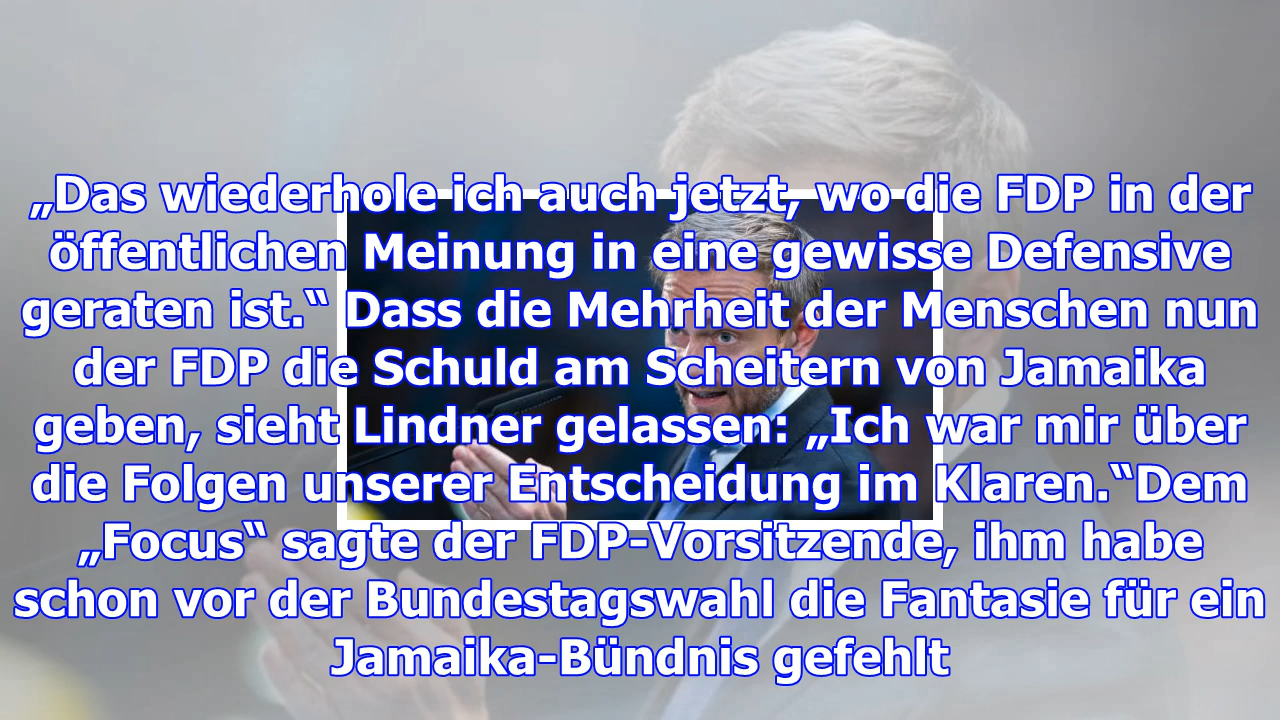 „Das wiederhole ich auch jetzt, wo die FDP in der
öffentlichen Meinung in eine gewisse Defensive
geraten ist.“ Dass die Mehrheit der Menschen nun
der FDP die Schuld am Scheitern von Jamaika
geben, sieht Lindner gelassen: „Ich war mir über
die Folgen unserer Entscheidung im Klaren.“Dem
„Focus“ sagte der FDP-Vorsitzende, ihm habe
schon vor der Bundestagswahl die Fantasie für ein
Jamaika-Bündnis gefehlt